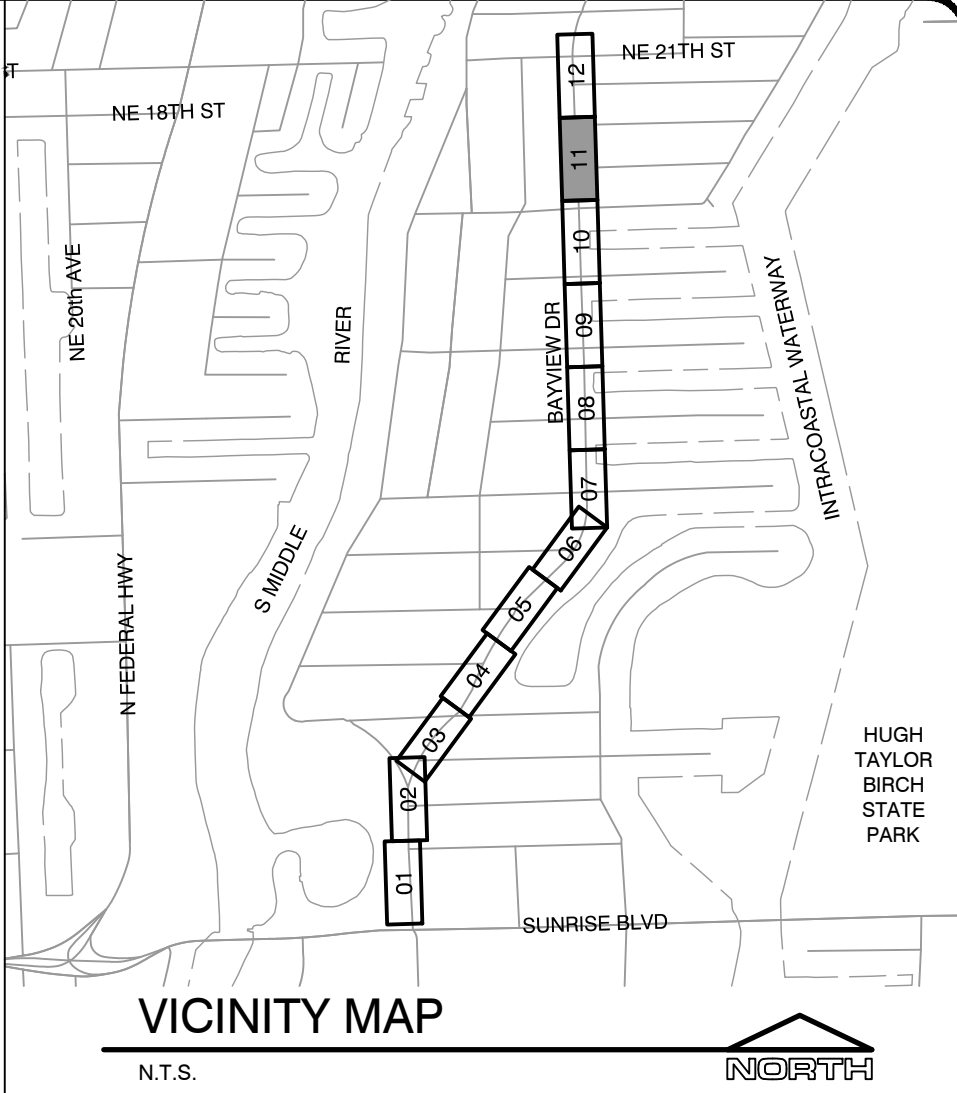 NE 21TH ST
T
NE 18TH ST
12
11
10
09
08
07
06
05
04
03
02
01
NE 20th AVE
RIVER
BAYVIEW DR
INTRACOASTAL WATERWAY
S MIDDLE
N FEDERAL HWY
HUGH
TAYLOR
BIRCH
STATE
PARK
SUNRISE BLVD
VICINITY MAP
N.T.S.
NORTH